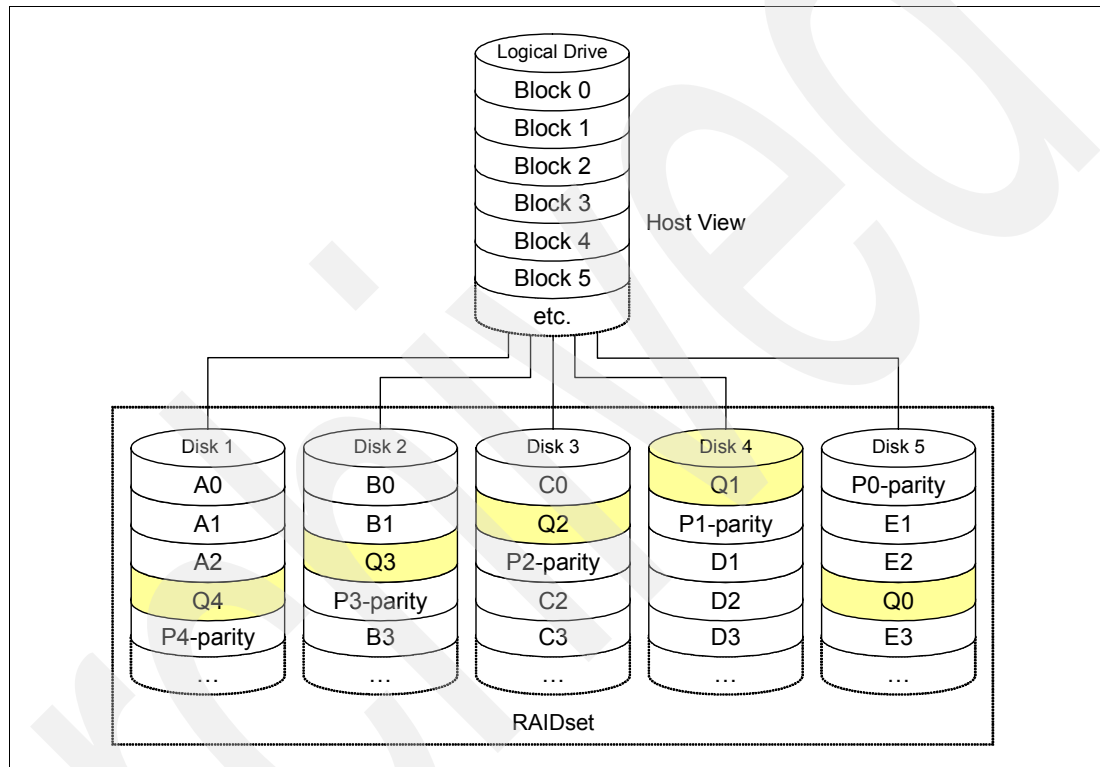 Logical Drive
Block 0
Block 1
Block 2
Block 3
Host View
Block 4
Block 5
etc.
Disk 1 Disk 2 Disk 3 Disk 4 Disk 5
A0 B0 C0 Q1 P0-parity
A1 B1 Q2 P1-parity E1
A2 Q3 P2-parity D1 E2
Q4 P3-parity C2 D2 Q0
P4-parity B3 C3 D3 E3
... ... ... ... ...
RAIDset